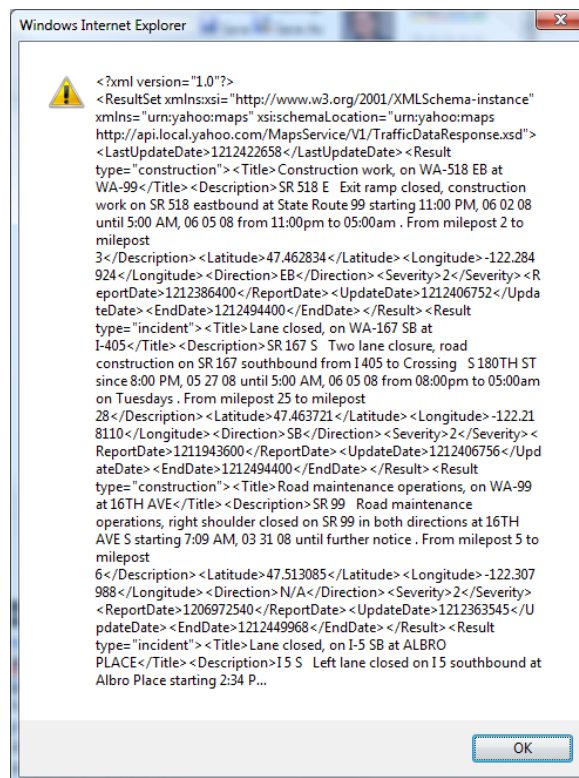 Windows Internet Explorer
<?xml version="1.0"?>
<ResultSet xmlns:xsi="http://www.w3.org/2001/XMLSchema-instance"
xmlns="urn:yahoo:maps" xsi:schemaLocation="urn:yahoo:maps
http://api.local.yahoo.com/MapsService/V1/TrafficDataResponse.xsd">
<LastUpdateDate>1212422658</LastUpdateDate><Result
type="construction"><Title>Construction work, on WA-518 EB at
WA-99</Title><Description>SR 518 E   Exit ramp closed, construction
work on SR 518 eastbound at State Route 99 starting 11:00 PM, 06 02 08
until 5:00 AM, 06 05 08 from 11:00pm to 05:00am . From milepost 2 to
milepost
3</Description><Latitude>47.462834</Latitude><Longitude>-122.284
924</Longitude><Direction>EB</Direction><Severity>2</Severity><R
eportDate>1212386400</ReportDate><UpdateDate>1212406752</Upda
teDate><EndDate>1212494400</EndDate></Result><Result
type="incident"><Title>Lane closed, on WA-167 SB at
I-405</Title><Description>SR 167 S   Two lane closure, road
construction on SR 167 southbound from I 405 to Crossing   S 180TH ST
since 8:00 PM, 05 27 08 until 5:00 AM, 06 05 08 from 08:00pm to 05:00am
on Tuesdays . From milepost 25 to milepost
28</Description><Latitude>47.463721</Latitude><Longitude>-122.21
8110</Longitude><Direction>SB</Direction><Severity>2</Severity><
ReportDate>1211943600</ReportDate><UpdateDate>1212406756</Upd
ateDate><EndDate>1212494400</EndDate></Result><Result
type="construction"><Title>Road maintenance operations, on WA-99
at 16TH AVE</Title><Description>SR 99   Road maintenance
operations, right shoulder closed on SR 99 in both directions at 16TH
AVE S starting 7:09 AM, 03 31 08 until further notice . From milepost 5 to
milepost
6</Description><Latitude>47.513085</Latitude><Longitude>-122.307
988</Longitude><Direction>N/A</Direction><Severity>2</Severity>
<ReportDate>1206972540</ReportDate><UpdateDate>1212363545</U
pdateDate><EndDate>1212449968</EndDate></Result><Result
type="incident"><Title>Lane closed, on I-5 SB at ALBRO
PLACE</Title><Description>I 5 S   Left lane closed on I 5 southbound at
Albro Place starting 2:34 P...
OK